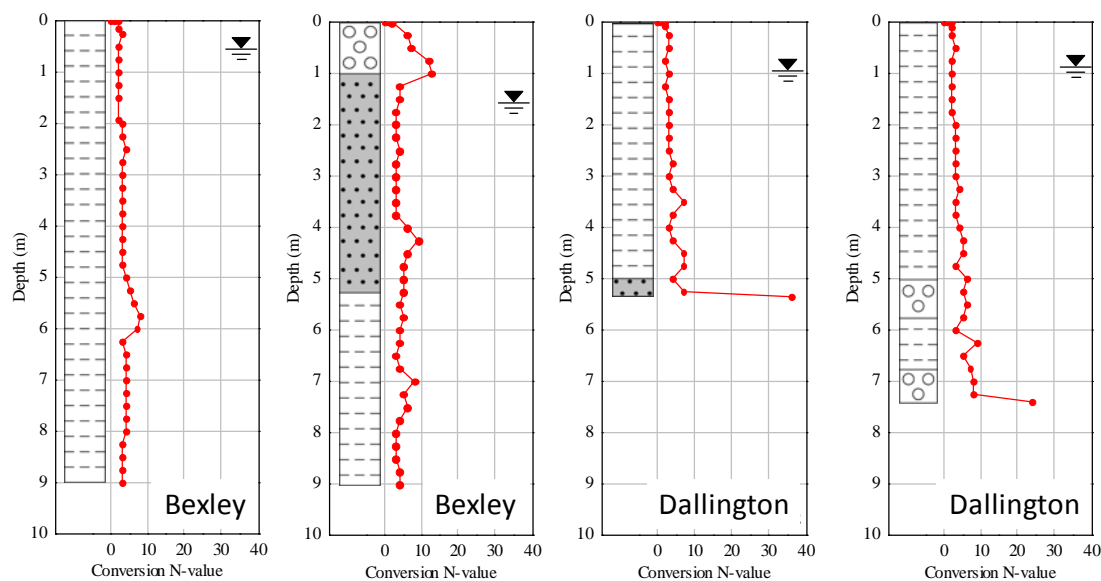 0 0 0 0
1 1 1 1
2 2 2 2
3 3 3 3
4 4 4 4
5 5 5 5
6 6 6 6
7 7 7 7
8 8 8 8
9 9 9 9
10 10 10 10
Depth (m) Depth (m) Depth (m) Depth (m)
Bexley Bexley Dallington Dallington
0 10 20 30 40 0 10 20 30 40 0 10 20 30 40 0 10 20 30 40
Conversion N-value Conversion N-value Conversion N-value Conversion N-value